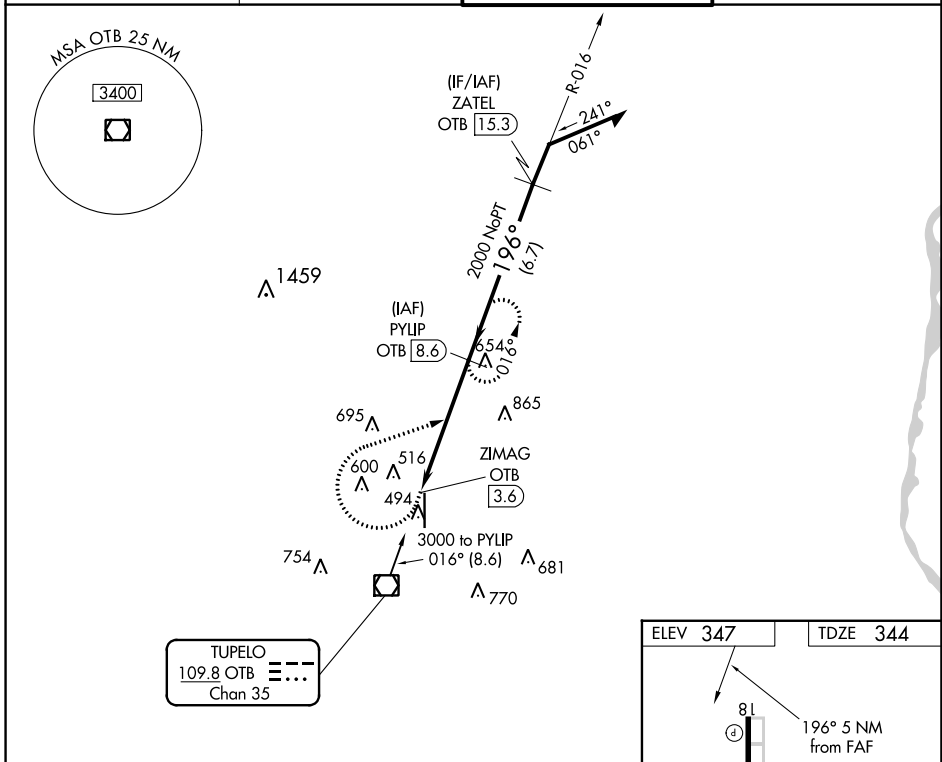 MSA OTB 25 NM
3400
(IF/IAF)
ZATEL
OTB 15.3
R-016
241°
061°
2000 NoPT
196°
(6.7)
1459
(IAF)
PYLIP
OTB 8.6
654
016°
865
695
600
516
494
ZIMAG
OTB
3.6
3000 to PYLIP
016° (8.6)
754
681
770
TUPELO
109.8 OTB
Chan 35
ELEV 347
TDZE 344
18
P
196° 5 NM
from FAF